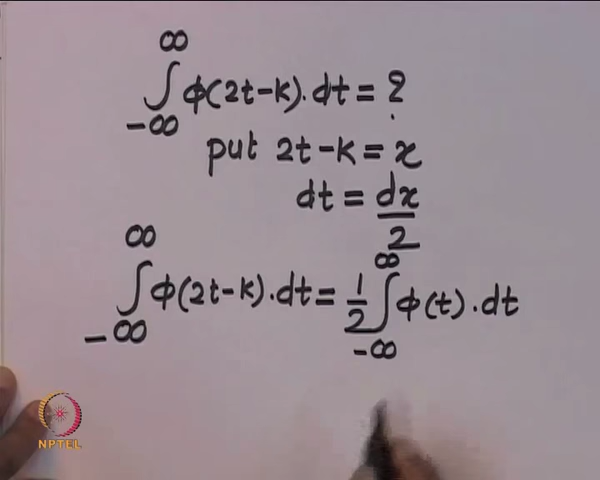 ∞
∫ φ(2t-k).dt = ?
-∞
put 2t-k = x
dt = dx/2
∞ ∞
∫ φ(2t-k).dt = 1/2 ∫ φ(t).dt
-∞ -∞
NPTEL